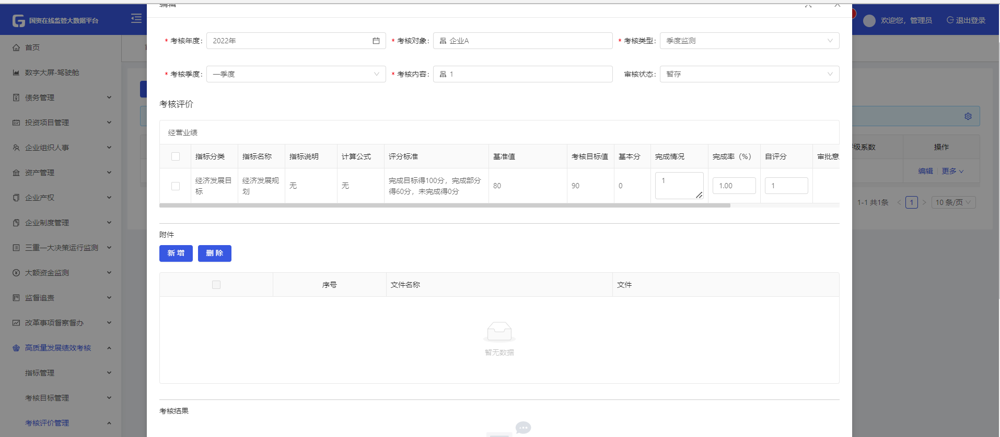 编辑
国资在线监管大数据平台
欢迎您，管理员
退出登录
首页
数字大屏-驾驶舱
债务管理
投资项目管理
企业组织人事
资产管理
企业产权
企业制度管理
三重一大决策运行监测
大额资金监测
监督追责
改革事项督察督办
高质量发展绩效考核
指标管理
考核目标管理
考核评价管理
* 考核年度： 2022年
* 考核对象： 企业A
* 考核类型： 季度监测
* 考核季度： 一季度
* 考核内容： 1
审核状态： 暂存
考核评价
经营业绩
指标分类 指标名称 指标说明 计算公式 评分标准 基准值 考核目标值 基本分 完成情况 完成率（%） 自评分 审批意
经济发展目标 经济发展规划 无 无 完成目标得100分，完成部分得60分，未完成得0分 80 90 0 1 1.00 1
附件
新 增 删 除
序号 文件名称 文件
暂无数据
考核结果
级系数 操作
编辑 更多
1-1 共1条 1 10 条/页